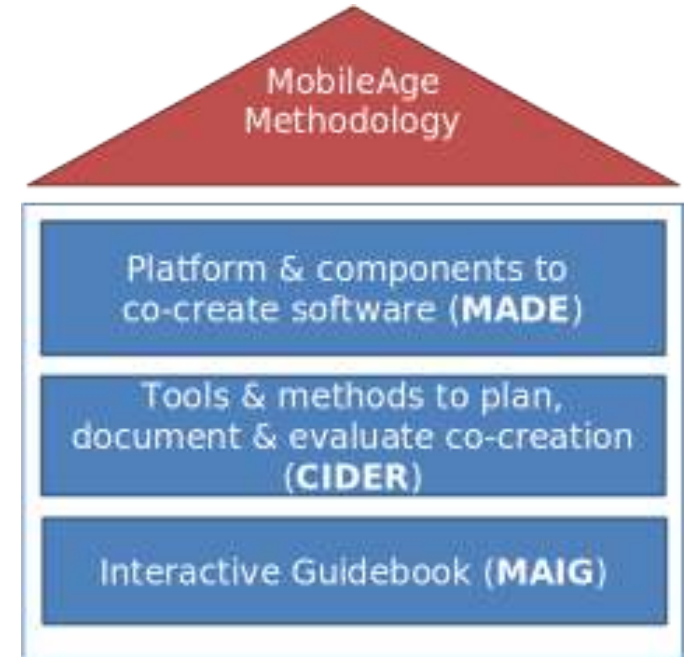 MobileAge
Methodology
Platform & components to
co-create software (MADE)
Tools & methods to plan,
document & evaluate co-creation
(CIDER)
Interactive Guidebook (MAIG)